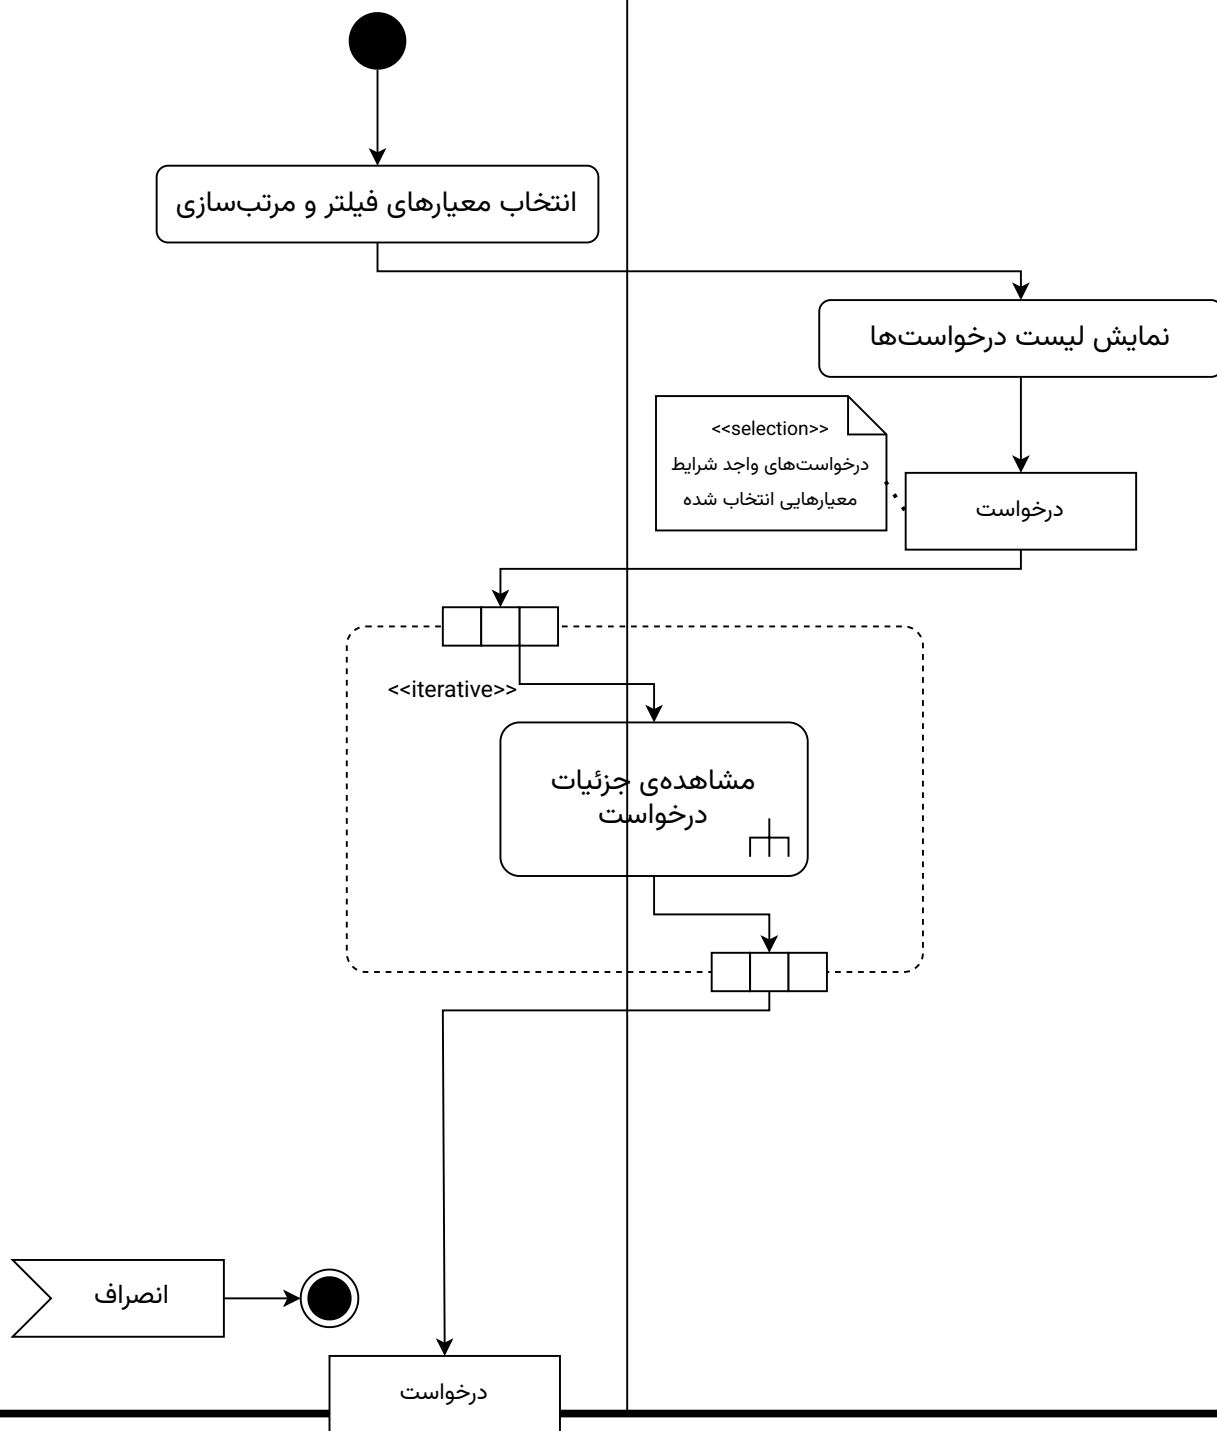 انتخاب معیارهای فیلتر و مرتب‌سازی
نمایش لیست درخواست‌ها
<<selection>>
درخواست‌های واجد شرایط
معیارهایی انتخاب شده
درخواست
<<iterative>>
مشاهده‌ی جزئیات
درخواست
انصراف
درخواست